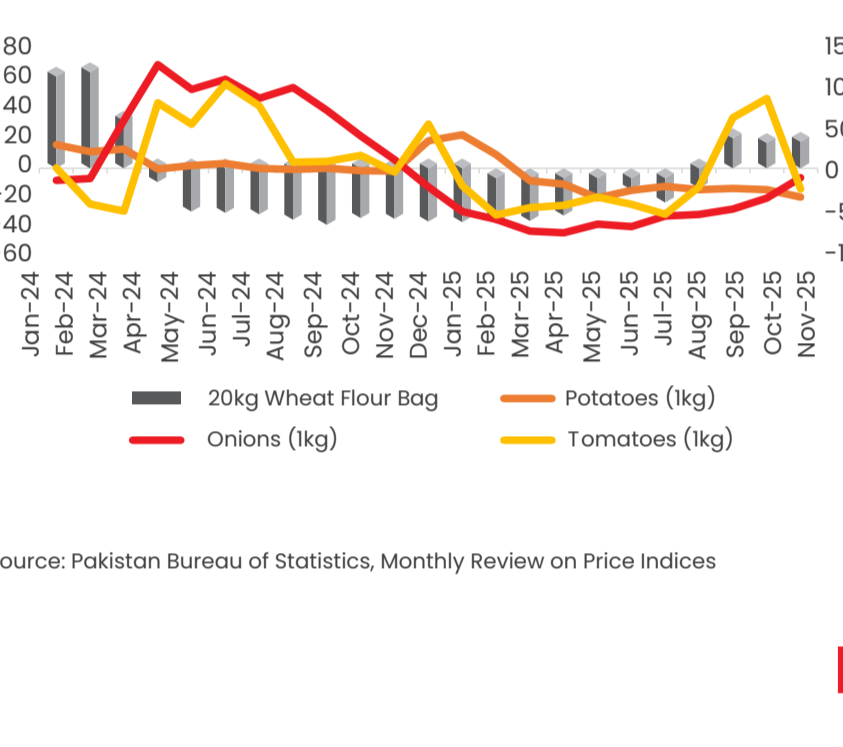 80
60
40
20
0
20
40
60
15
10
50
0
-5
-1
Jan-24
Feb-24
Mar-24
Apr-24
May-24
Jun-24
Jul-24
Aug-24
Sep-24
Oct-24
Nov-24
Dec-24
Jan-25
Feb-25
Mar-25
Apr-25
May-25
Jun-25
Jul-25
Aug-25
Sep-25
Oct-25
Nov-25
20kg Wheat Flour Bag
Potatoes (1kg)
Onions (1kg)
Tomatoes (1kg)
ource: Pakistan Bureau of Statistics, Monthly Review on Price Indices